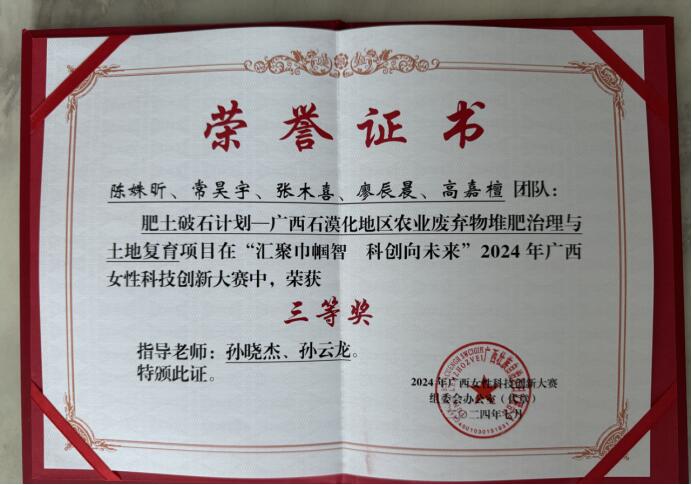 荣誉证书
陈姝昕、常昊宇、张木喜、廖辰晨、高嘉檀 团队:
肥土破石计划—广西石漠化地区农业废弃物堆肥治理与
土地复育项目在“汇聚巾帼智 科创向未来”2024年广西
女性科技创新大赛中,荣获
三等奖
指导老师:孙晓杰、孙云龙。
特颁此证。
2024年广西女性科技创新大赛
组委会办公室(代章)
二〇二四年七月